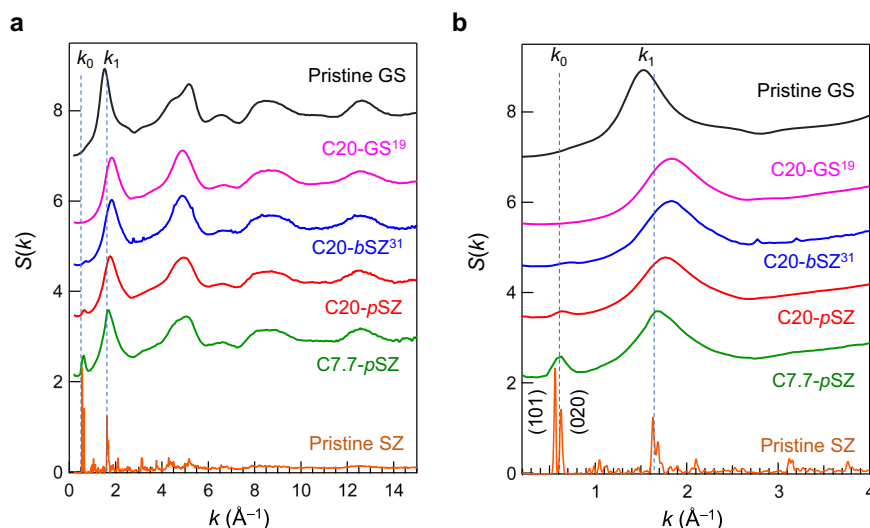 a
k₀ k₁
Pristine GS
C20-GS¹⁹
C20-bSZ³¹
C20-pSZ
C7.7-pSZ
Pristine SZ
S(k)
8
6
4
2
0
0 2 4 6 8 10 12 14
k (Å⁻¹)
b
k₀ k₁
Pristine GS
C20-GS¹⁹
C20-bSZ³¹
C20-pSZ
C7.7-pSZ
(101) (020)
Pristine SZ
S(k)
8
6
4
2
0
1 2 3 4
k (Å⁻¹)